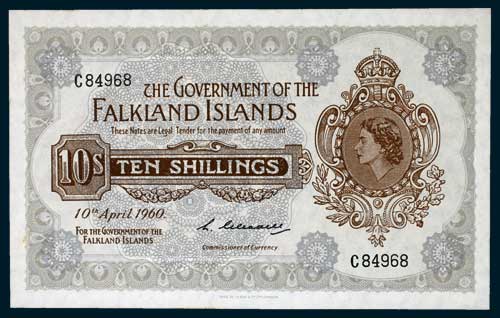 C84968
THE GOVERNMENT OF THE
FALKLAND ISLANDS
These Notes are Legal Tender for the payment of any amount
10s TEN SHILLINGS
10th April 1960.
FOR THE GOVERNMENT OF THE
FALKLAND ISLANDS.
Commissioner of Currency.
C84968